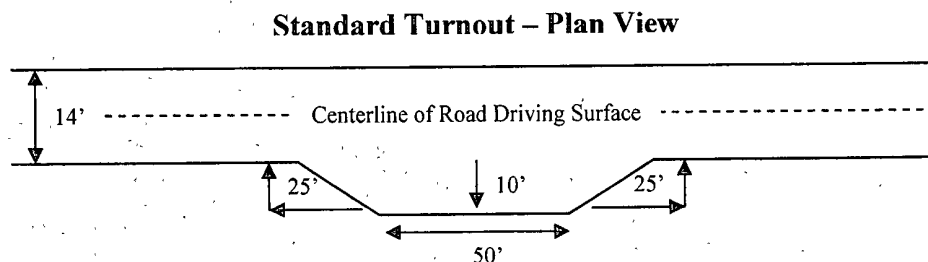 Standard Turnout – Plan View
14’
Centerline of Road Driving Surface
25’
10’
25’
50’